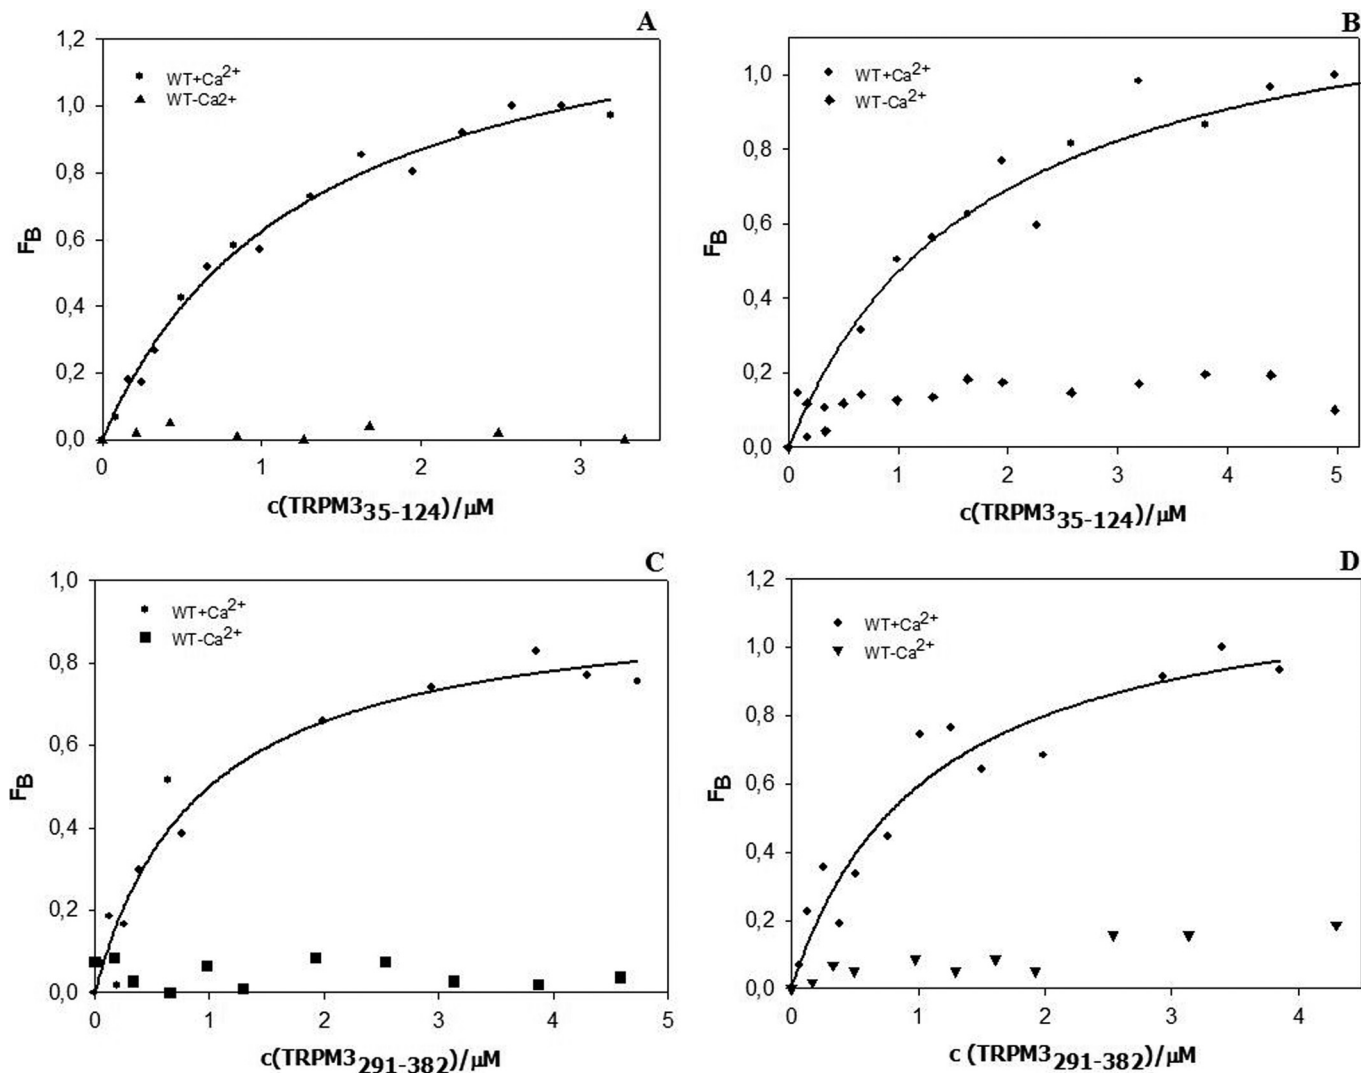 A
1,2
1,0
0,8
0,6
0,4
0,2
0,0
FB
WT+Ca2+
WT-Ca2+
0 1 2 3
c(TRPM335-124)/µM
B
1,0
0,8
0,6
0,4
0,2
0,0
FB
WT+Ca2+
WT-Ca2+
0 1 2 3 4 5
c(TRPM335-124)/µM
C
1,0
0,8
0,6
0,4
0,2
0,0
FB
WT+Ca2+
WT-Ca2+
0 1 2 3 4 5
c(TRPM3291-382)/µM
D
1,2
1,0
0,8
0,6
0,4
0,2
0,0
FB
WT+Ca2+
WT-Ca2+
0 1 2 3 4
c (TRPM3291-382)/µM